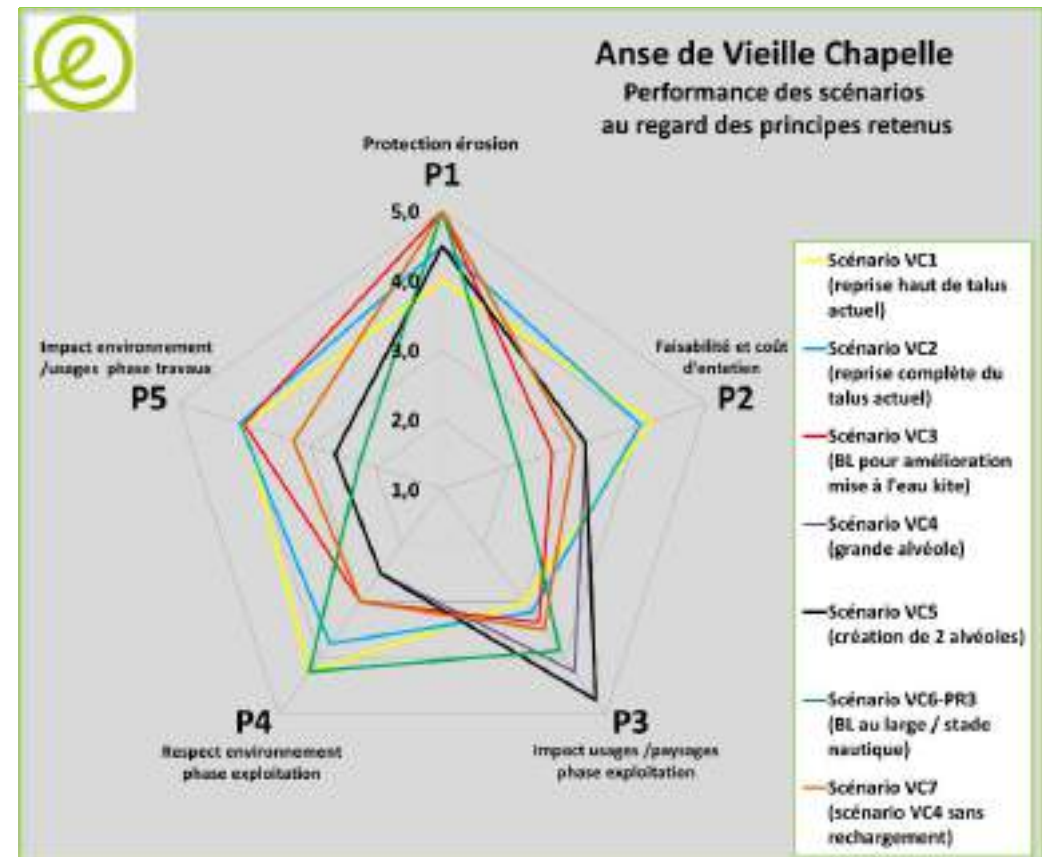 e
Anse de Vieille Chapelle
Performance des scénarios
au regard des principes retenus
Protection érosion
P1
5,0
4,0
3,0
2,0
1,0
Impact environnement
/usages phase travaux
P5
Faisabilité et coût
d'entetien
P2
P4
Respect environnement
phase exploitation
P3
Impact usages /paysages
phase exploitation
Scénario VC1
(reprise haut de talus
actuel)
Scénario VC2
(reprise complète du
talus actuel)
Scénario VC3
(BL pour amélioration
mise à l'eau kite)
Scénario VC4
(grande alvéole)
Scénario VC5
(création de 2 alvéoles)
Scénario VC6-PR3
(BL au large / stade
nautique)
Scénario VC7
(scénario VC4 sans
rechargement)